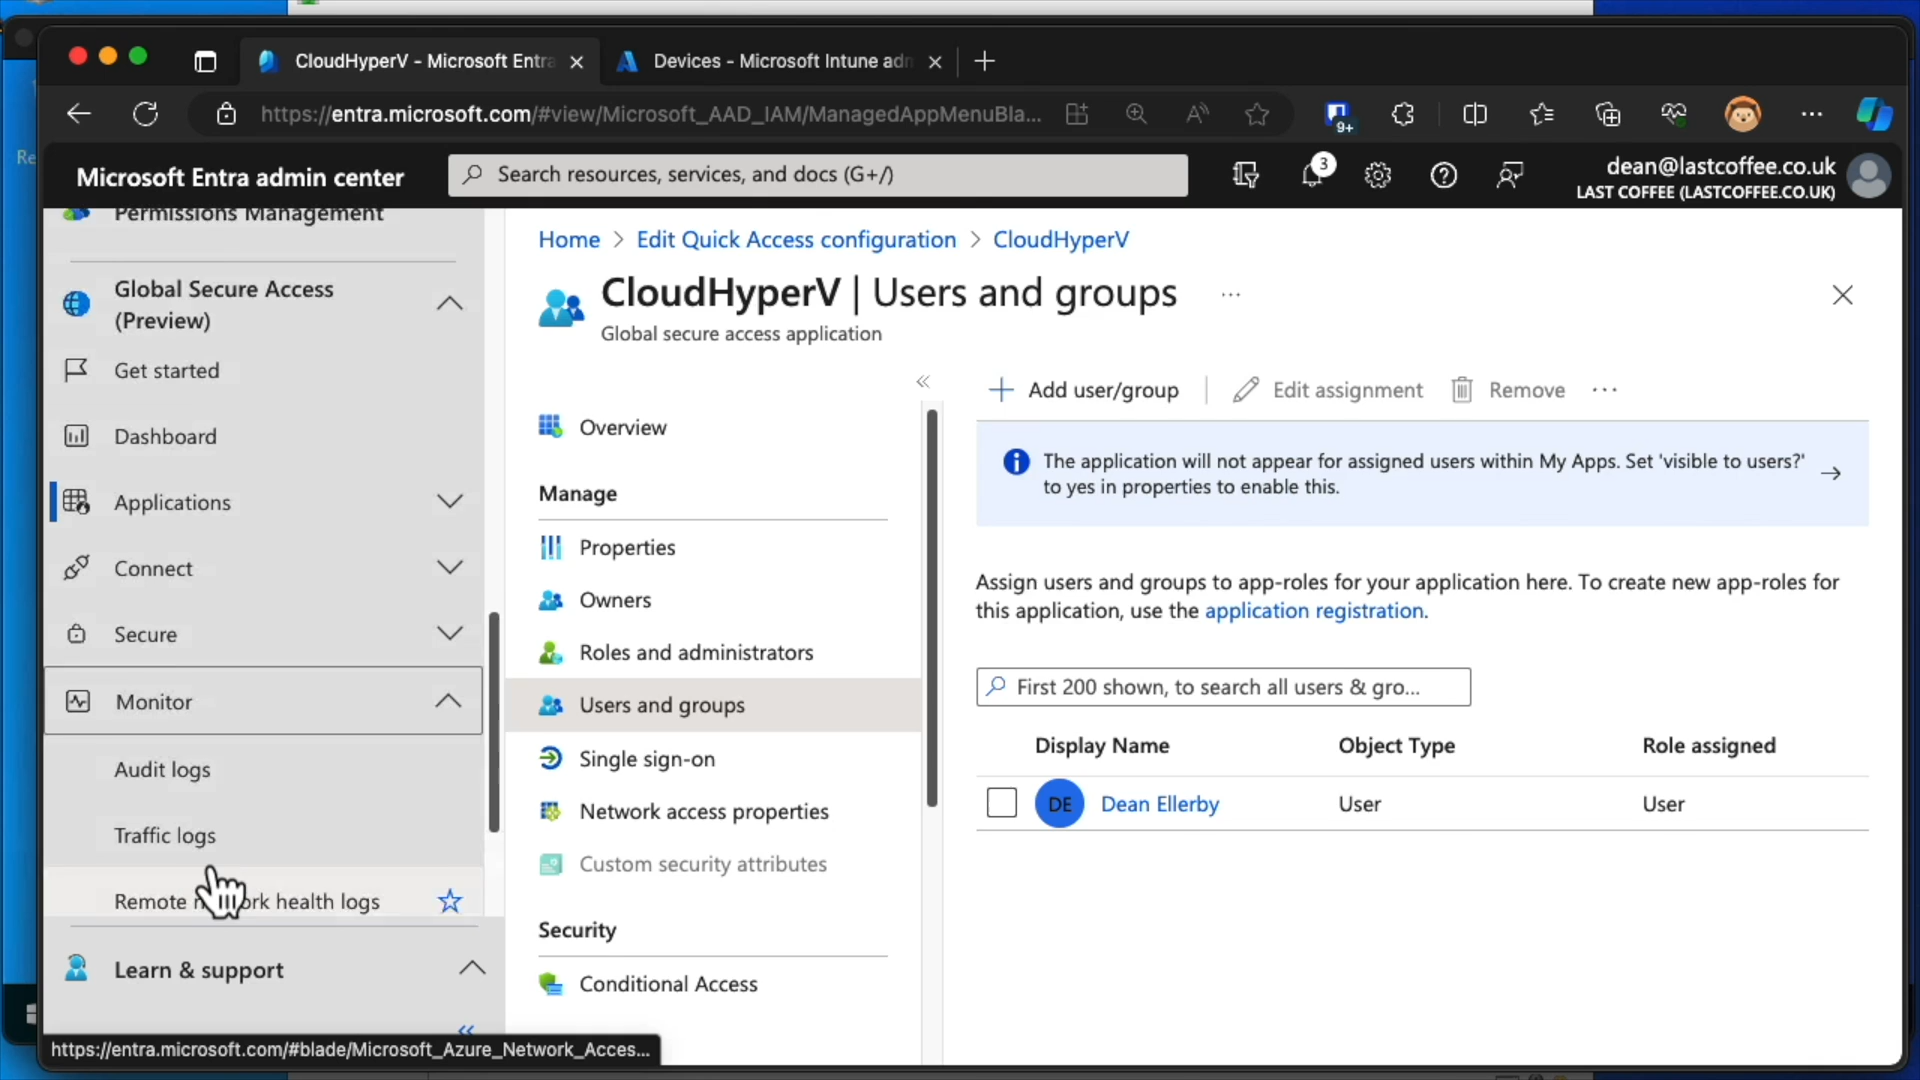 CloudHyperV - Microsoft Entra
Devices - Microsoft Intune adm
https://entra.microsoft.com/#view/Microsoft_AAD_IAM/ManagedAppMenuBla...
9+
Microsoft Entra admin center
Search resources, services, and docs (G+/)
3
dean@lastcoffee.co.uk
LAST COFFEE (LASTCOFFEE.CO.UK)
Re
Permissions Management
Global Secure Access
(Preview)
Get started
Dashboard
Applications
Connect
Secure
Monitor
Audit logs
Traffic logs
Remote n ork health logs
Learn & support
https://entra.microsoft.com/#blade/Microsoft_Azure_Network_Acces...
Home > Edit Quick Access configuration > CloudHyperV
CloudHyperV | Users and groups ...
Global secure access application
Overview
Manage
Properties
Owners
Roles and administrators
Users and groups
Single sign-on
Network access properties
Custom security attributes
Security
Conditional Access
Add user/group
Edit assignment
Remove
The application will not appear for assigned users within My Apps. Set 'visible to users?'
to yes in properties to enable this.
Assign users and groups to app-roles for your application here. To create new app-roles for
this application, use the application registration.
First 200 shown, to search all users & gro...
Display Name Object Type Role assigned
DE Dean Ellerby User User